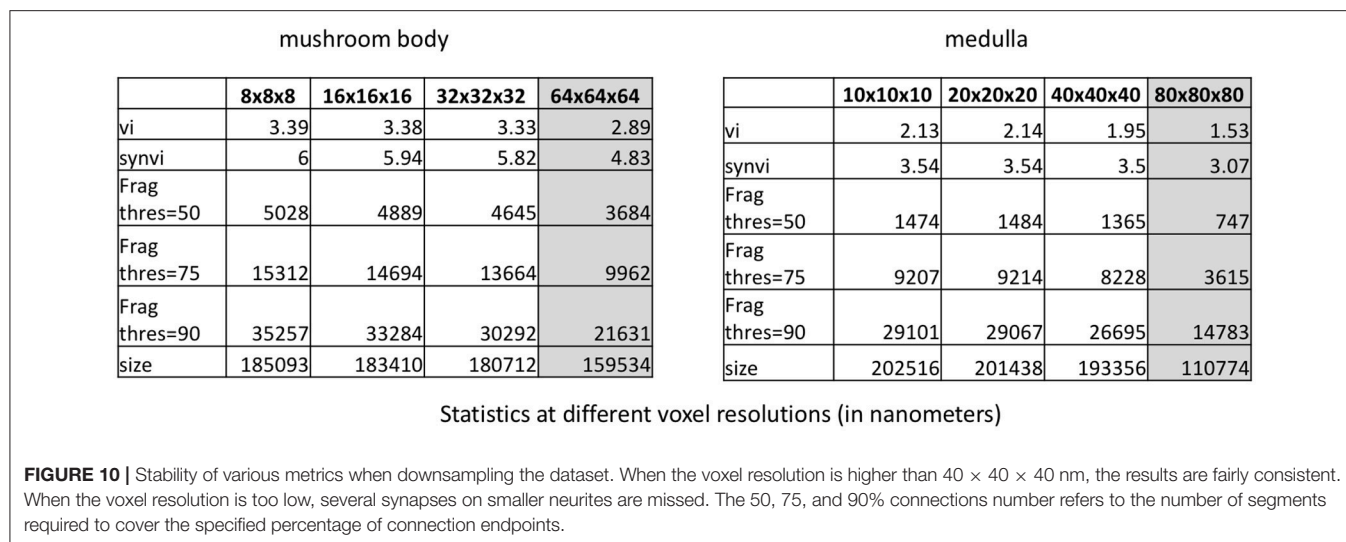 mushroom body
8x8x8 16x16x16 32x32x32 64x64x64
vi 3.39 3.38 3.33 2.89
synvi 6 5.94 5.82 4.83
Frag
thres=50 5028 4889 4645 3684
Frag
thres=75 15312 14694 13664 9962
Frag
thres=90 35257 33284 30292 21631
size 185093 183410 180712 159534
medulla
10x10x10 20x20x20 40x40x40 80x80x80
vi 2.13 2.14 1.95 1.53
synvi 3.54 3.54 3.5 3.07
Frag
thres=50 1474 1484 1365 747
Frag
thres=75 9207 9214 8228 3615
Frag
thres=90 29101 29067 26695 14783
size 202516 201438 193356 110774
Statistics at different voxel resolutions (in nanometers)
FIGURE 10 | Stability of various metrics when downsampling the dataset. When the voxel resolution is higher than 40 × 40 × 40 nm, the results are fairly consistent.
When the voxel resolution is too low, several synapses on smaller neurites are missed. The 50, 75, and 90% connections number refers to the number of segments
required to cover the specified percentage of connection endpoints.